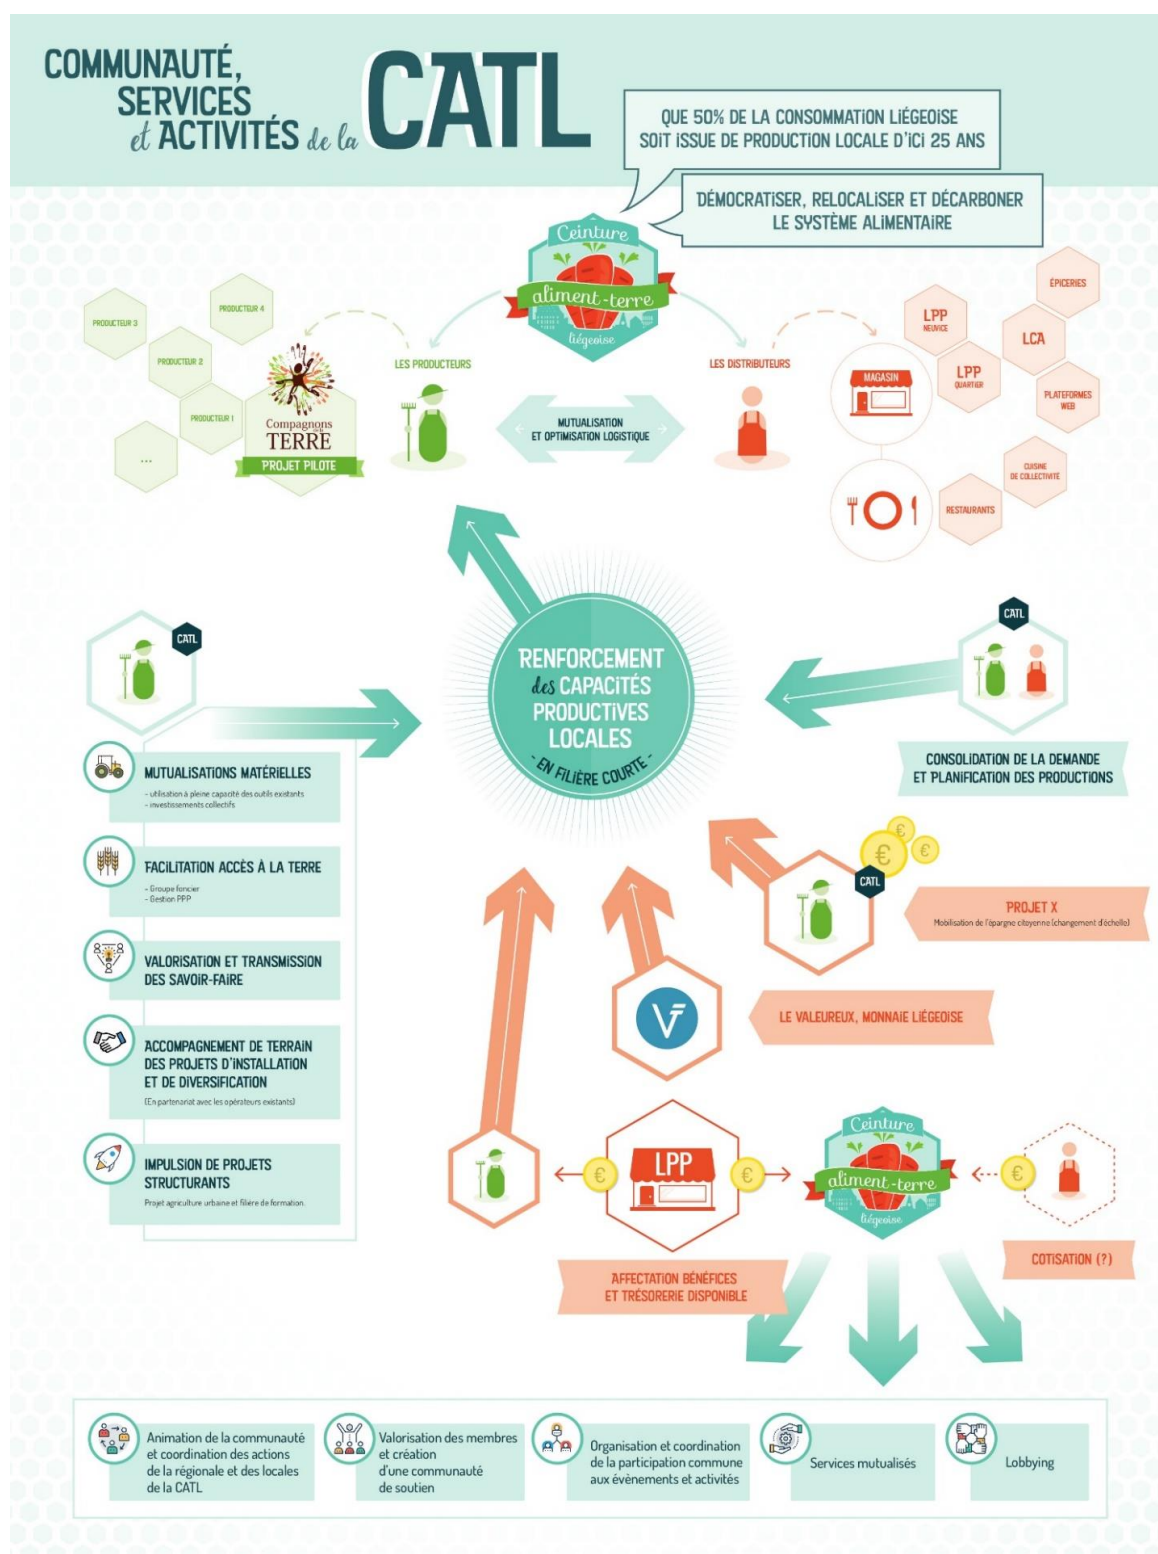 COMMUNAUTÉ,
SERVICES
et ACTIVITÉS de la
CATL
QUE 50% DE LA CONSOMMATION LIÉGEOISE
SOIT ISSUE DE PRODUCTION LOCALE D'ICI 25 ANS
DÉMOCRATISER, RELOCALISER ET DÉCARBONER
LE SYSTÈME ALIMENTAIRE
Ceinture
aliment-terre
liégeoise
PRODUCTEUR 3
PRODUCTEUR 4
PRODUCTEUR 2
PRODUCTEUR 1
...
Compagnons
de la
TERRE
PROJET PILOTE
LES PRODUCTEURS
MUTUALISATION
ET OPTIMISATION LOGISTIQUE
LES DISTRIBUTEURS
MAGASIN
LPP
NEUVICE
LPP
QUARTIER
ÉPICERIES
LCA
PLATEFORMES
WEB
CUISINE
DE COLLECTIVITÉ
RESTAURANTS
RENFORCEMENT
des CAPACITÉS
PRODUCTIVES
LOCALES
- EN FILIÈRE COURTE -
CATL
MUTUALISATIONS MATÉRIELLES
- utilisation à pleine capacité des outils existants
- investissements collectifs
FACILITATION ACCÈS À LA TERRE
- Groupe foncier
- Gestion PPP
VALORISATION ET TRANSMISSION
DES SAVOIR-FAIRE
ACCOMPAGNEMENT DE TERRAIN
DES PROJETS D'INSTALLATION
ET DE DIVERSIFICATION
(En partenariat avec les opérateurs existants)
IMPULSION DE PROJETS
STRUCTURANTS
Projet agriculture urbaine et filière de formation.
CATL
CONSOLIDATION DE LA DEMANDE
ET PLANIFICATION DES PRODUCTIONS
€
€
€
CATL
PROJET X
Mobilisation de l'épargne citoyenne (changement d'échelle)
LE VALEUREUX, MONNAIE LIÉGEOISE
€
LPP
€
Ceinture
aliment-terre
liégeoise
€
AFFECTATION BÉNÉFICES
ET TRÉSORERIE DISPONIBLE
COTISATION (?)
Animation de la communauté
et coordination des actions
de la régionale et des locales
de la CATL
Valorisation des membres
et création
d'une communauté
de soutien
Organisation et coordination
de la participation commune
aux évènements et activités
Services mutualisés
Lobbying